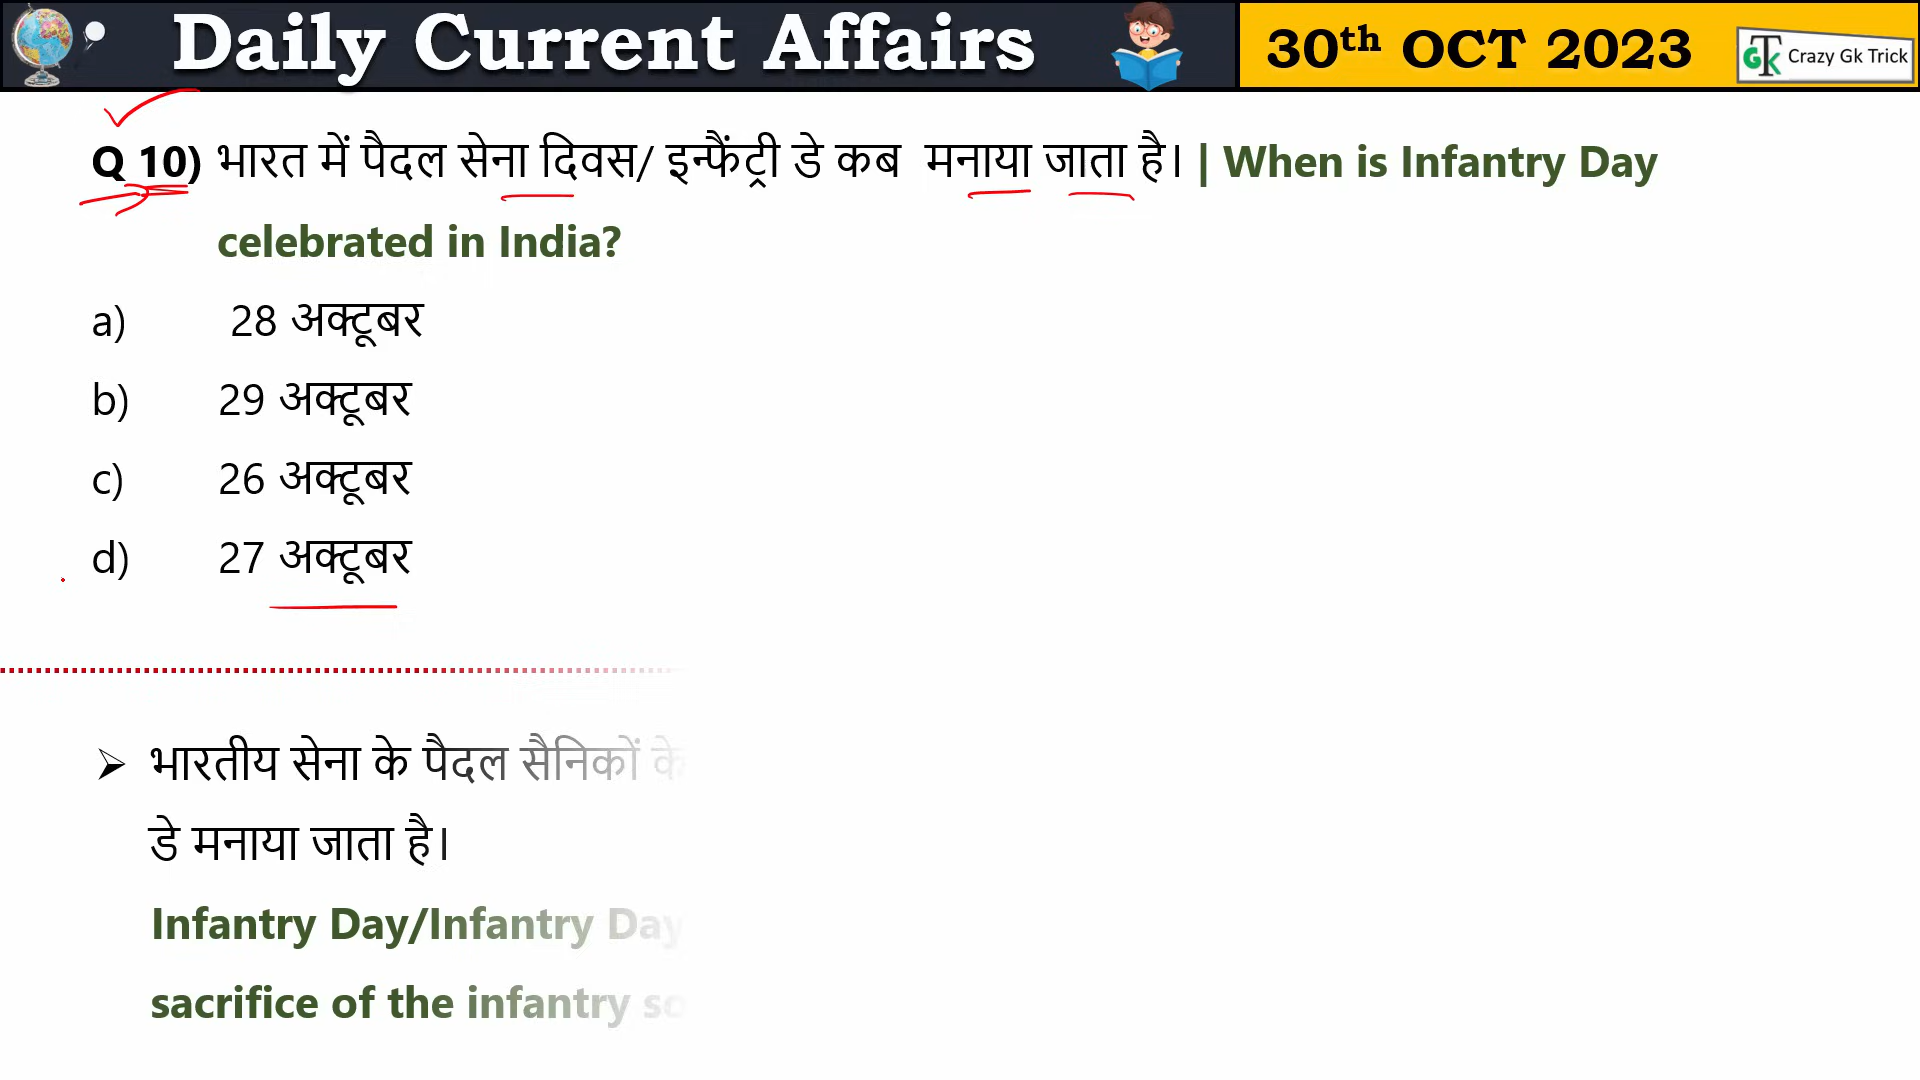 Daily Current Affairs
30th OCT 2023
GTK Crazy Gk Trick
Q 10) भारत में पैदल सेना दिवस/ इन्फैंट्री डे कब मनाया जाता है। | When is Infantry Day
celebrated in India?
a) 28 अक्टूबर
b) 29 अक्टूबर
c) 26 अक्टूबर
d) 27 अक्टूबर
➢ भारतीय सेना के पैदल सैनिकों के
डे मनाया जाता है।
Infantry Day/Infantry Day
sacrifice of the infantry